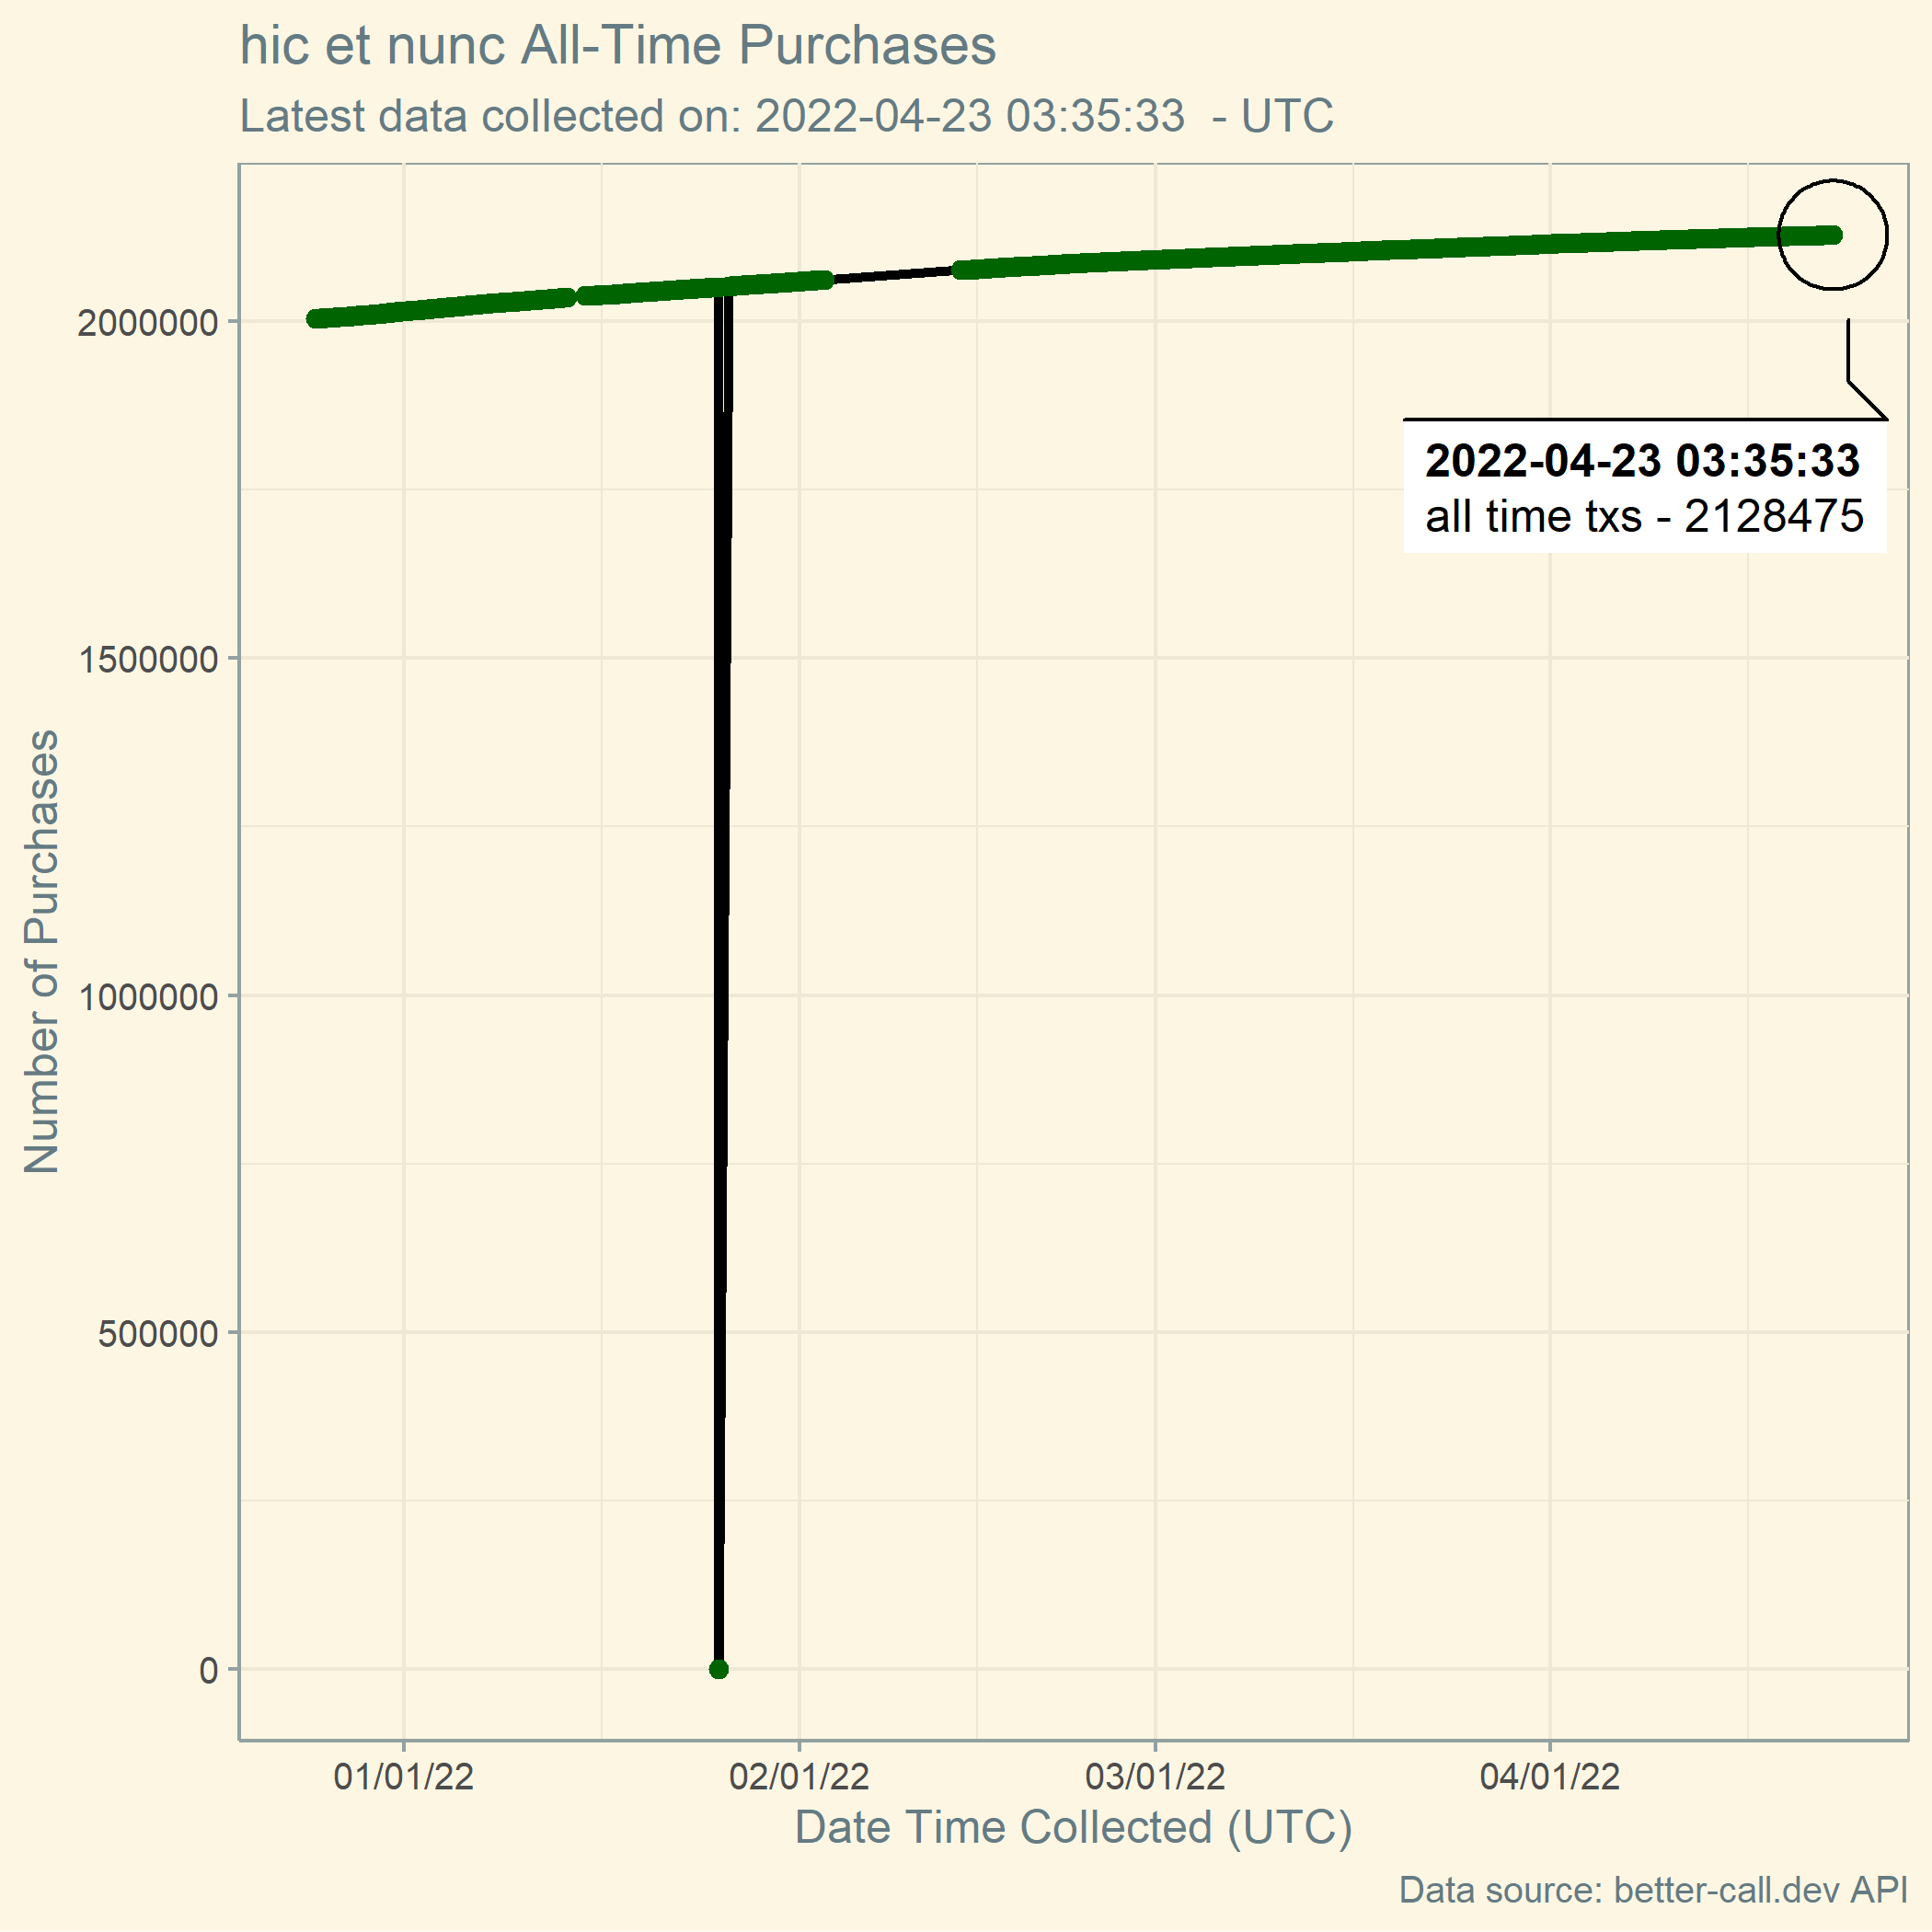 hic et nunc All-Time Purchases
Latest data collected on: 2022-04-23 03:35:33  - UTC
Number of Purchases
2000000
1500000
1000000
500000
0
2022-04-23 03:35:33
all time txs - 2128475
01/01/22
02/01/22
03/01/22
04/01/22
Date Time Collected (UTC)
Data source: better-call.dev API